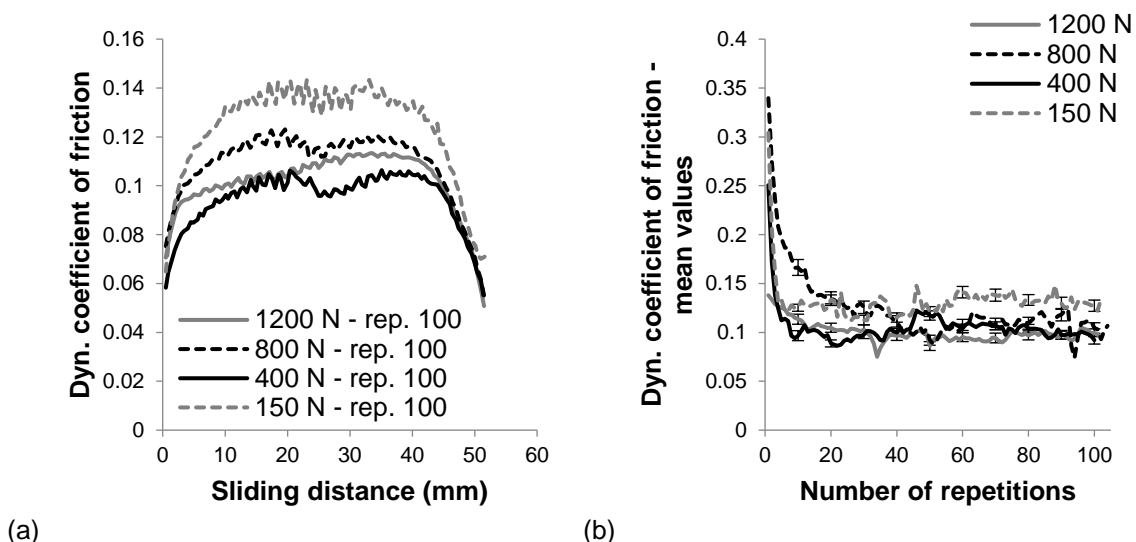 0.16
0.14
0.12
0.1
0.08
0.06
0.04
0.02
0
Dyn. coefficient of friction
1200 N - rep. 100
800 N - rep. 100
400 N - rep. 100
150 N - rep. 100
0 10 20 30 40 50 60
Sliding distance (mm)
(a)
1200 N
800 N
400 N
150 N
0.4
0.35
0.3
0.25
0.2
0.15
0.1
0.05
0
Dyn. coefficient of friction -
mean values
0 20 40 60 80 100
Number of repetitions
(b)